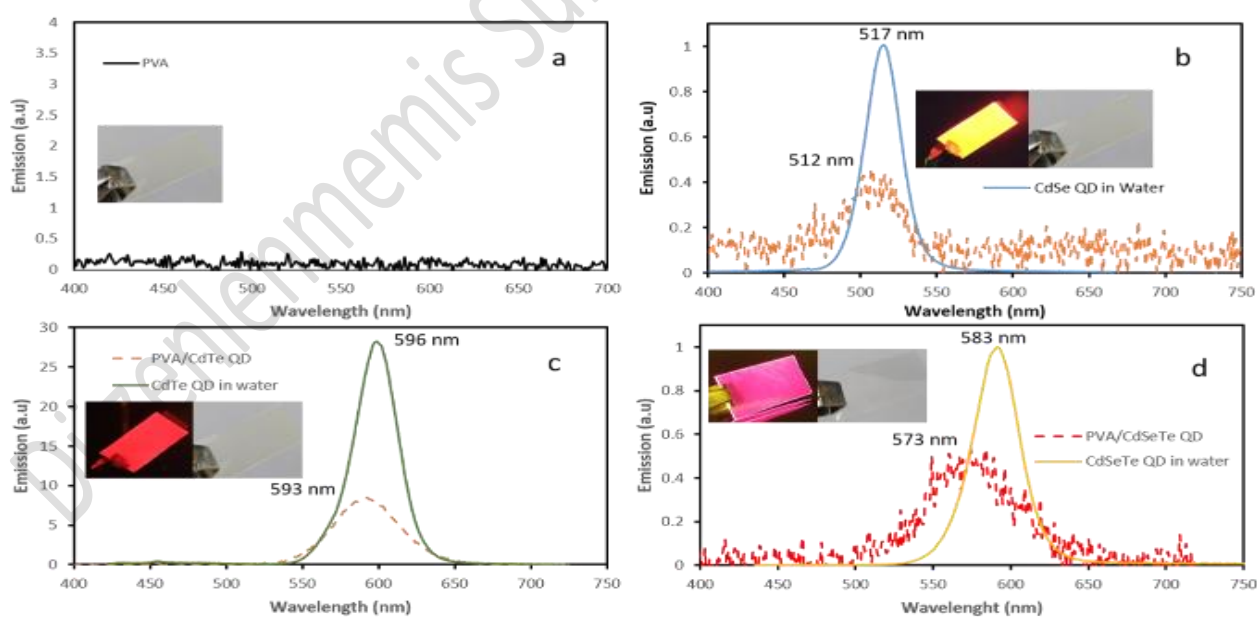 a
PVA
Emission (a.u)
4
3.5
3
2.5
2
1.5
1
0.5
0
400 450 500 550 600 650 700
Wavelength (nm)
b
517 nm
512 nm
CdSe QD in Water
Emission (a.u)
1
0.8
0.6
0.4
0.2
0
400 450 500 550 600 650 700 750
Wavelength (nm)
c
596 nm
593 nm
PVA/CdTe QD
CdTe QD in water
Emission (a.u)
30
25
20
15
10
5
0
400 450 500 550 600 650 700 750
Wavelength (nm)
d
583 nm
573 nm
PVA/CdSeTe QD
CdSeTe QD in water
Emission (a.u)
1
0.8
0.6
0.4
0.2
0
400 450 500 550 600 650 700 750
Wavelenght (nm)
Düzenlenmemiş